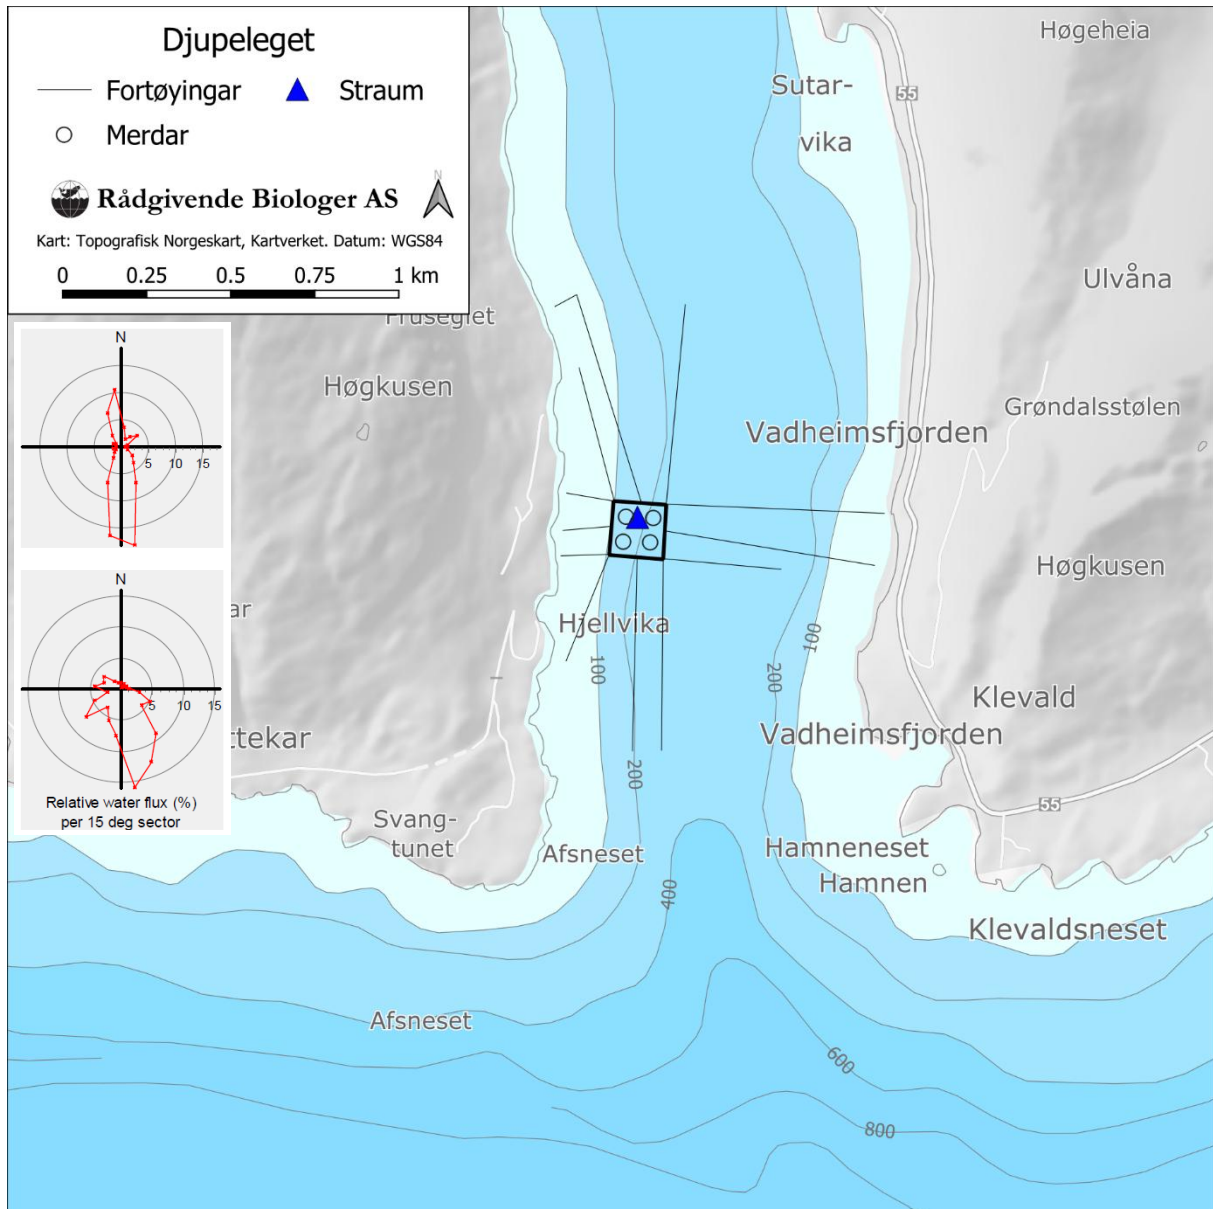 Djupeleget
Fortøyingar
Straum
Merdar
N
Rådgivende Biologer AS
Kart: Topografisk Norgeskart, Kartverket. Datum: WGS84
0 0.25 0.5 0.75 1 km
Høgeheia
Sutar-
vika
55
Ulvåna
Høgkusen
Grøndalsstølen
Vadheimsfjorden
N
5 10 15
Høgkusen
Hjellvika
100
100
200
200
Klevald
Vadheimsfjorden
N
5 10 15
Relative water flux (%)
per 15 deg sector
55
Svang-
tunet
Afsneset
Hamneneset
Hamnen
400
Klevaldsneset
Afsneset
600
800